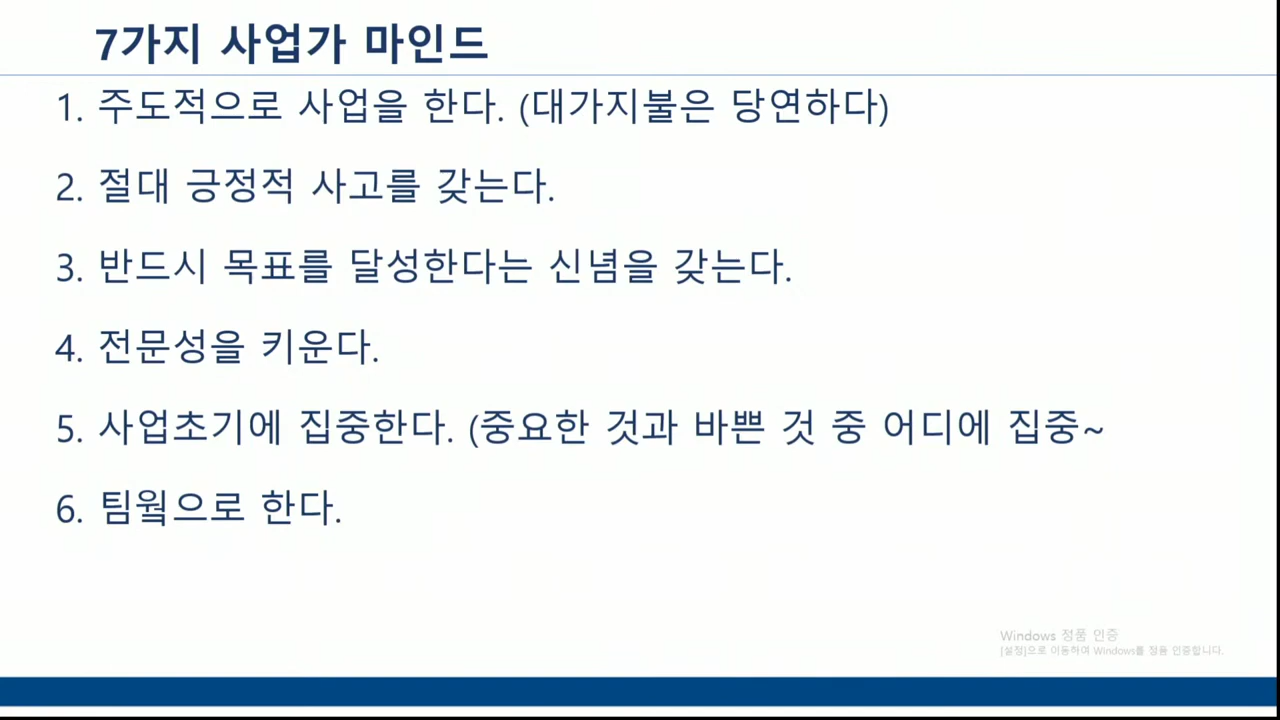 7가지 사업가 마인드
1. 주도적으로 사업을 한다. (대가지불은 당연하다)
2. 절대 긍정적 사고를 갖는다.
3. 반드시 목표를 달성한다는 신념을 갖는다.
4. 전문성을 키운다.
5. 사업초기에 집중한다. (중요한 것과 바쁜 것 중 어디에 집중~
6. 팀웤으로 한다.
Windows 정품 인증
[설정]으로 이동하여 Windows를 정품 인증합니다.